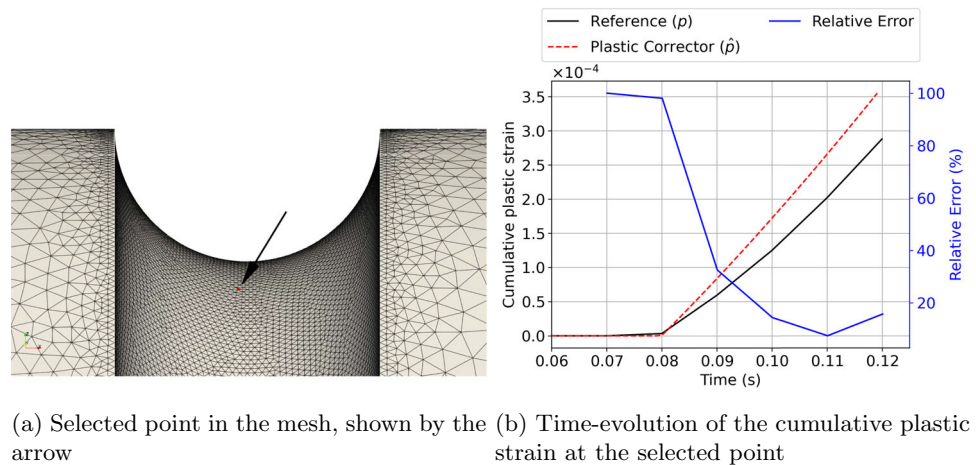 Reference (p)
Relative Error
Plastic Corrector (p̂)
×10⁻⁴
3.5
3.0
2.5
2.0
1.5
1.0
0.5
0.0
Cumulative plastic strain
100
80
60
40
20
Relative Error (%)
0.06 0.07 0.08 0.09 0.10 0.11 0.12
Time (s)
(a) Selected point in the mesh, shown by the
arrow
(b) Time-evolution of the cumulative plastic
strain at the selected point